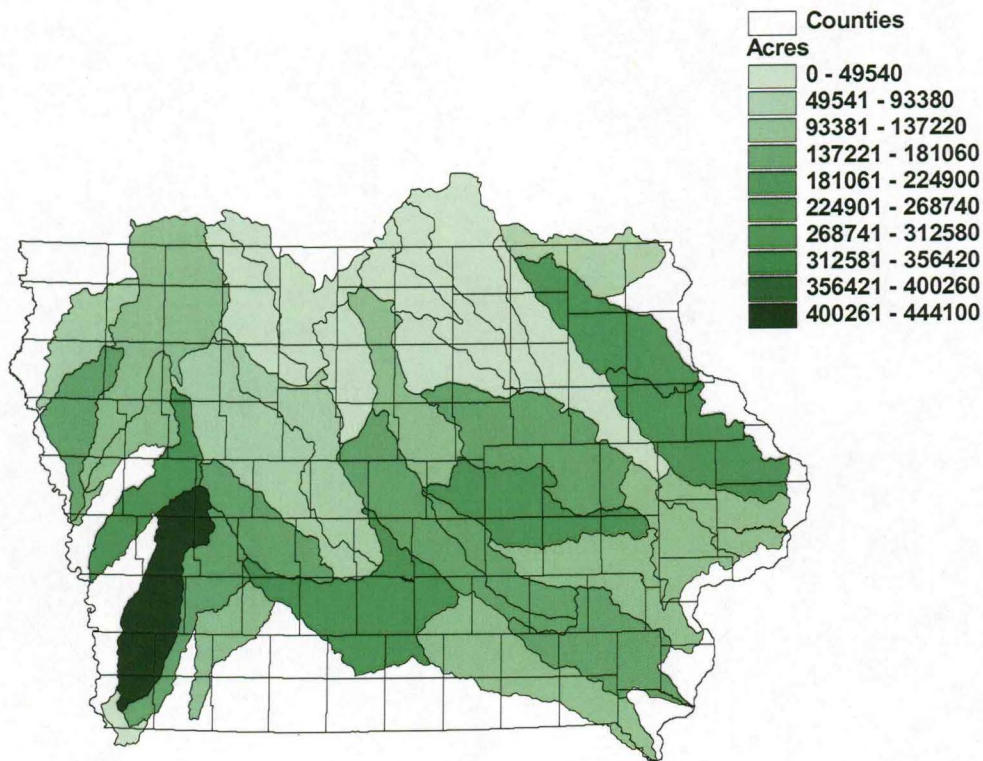 Counties
Acres
0 - 49540
49541 - 93380
93381 - 137220
137221 - 181060
181061 - 224900
224901 - 268740
268741 - 312580
312581 - 356420
356421 - 400260
400261 - 444100